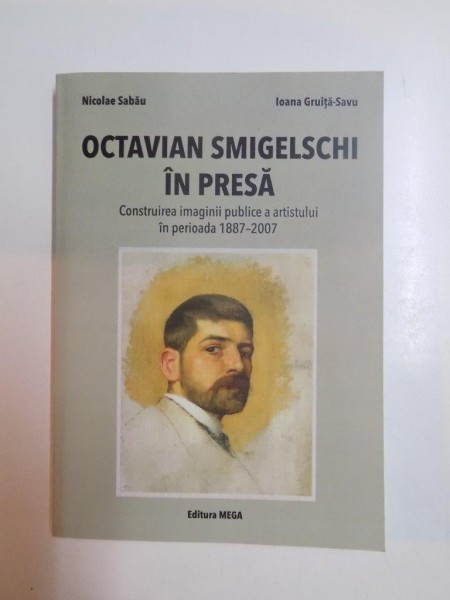 Nicolae Sabău Ioana Gruiță-Savu
OCTAVIAN SMIGELSCHI
ÎN PRESĂ
Construirea imaginii publice a artistului
în perioada 1887–2007
Editura MEGA